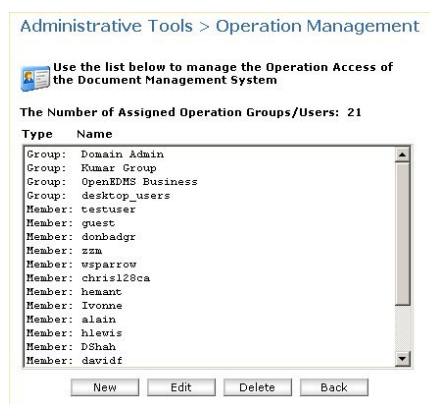 Administrative Tools > Operation Management
Use the list below to manage the Operation Access of
the Document Management System
The Number of Assigned Operation Groups/Users: 21
Type Name
Group: Domain Admin
Group: Kumar Group
Group: OpenEDMS Business
Group: desktop_users
Member: testuser
Member: guest
Member: donbadgr
Member: zzm
Member: wsparrow
Member: chris128ca
Member: hemant
Member: Ivonne
Member: alain
Member: hlewis
Member: DShah
Member: davidf
New Edit Delete Back